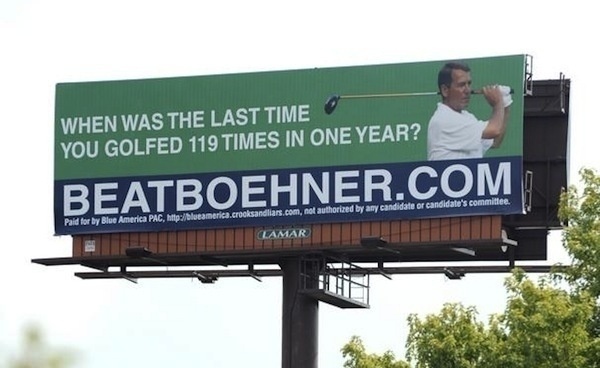 WHEN WAS THE LAST TIME
YOU GOLFED 119 TIMES IN ONE YEAR?
BEATBOEHNER.COM
Paid for by Blue America PAC, http://blueamerica.crooksandliars.com, not authorized by any candidate or candidate's committee.
LAMAR